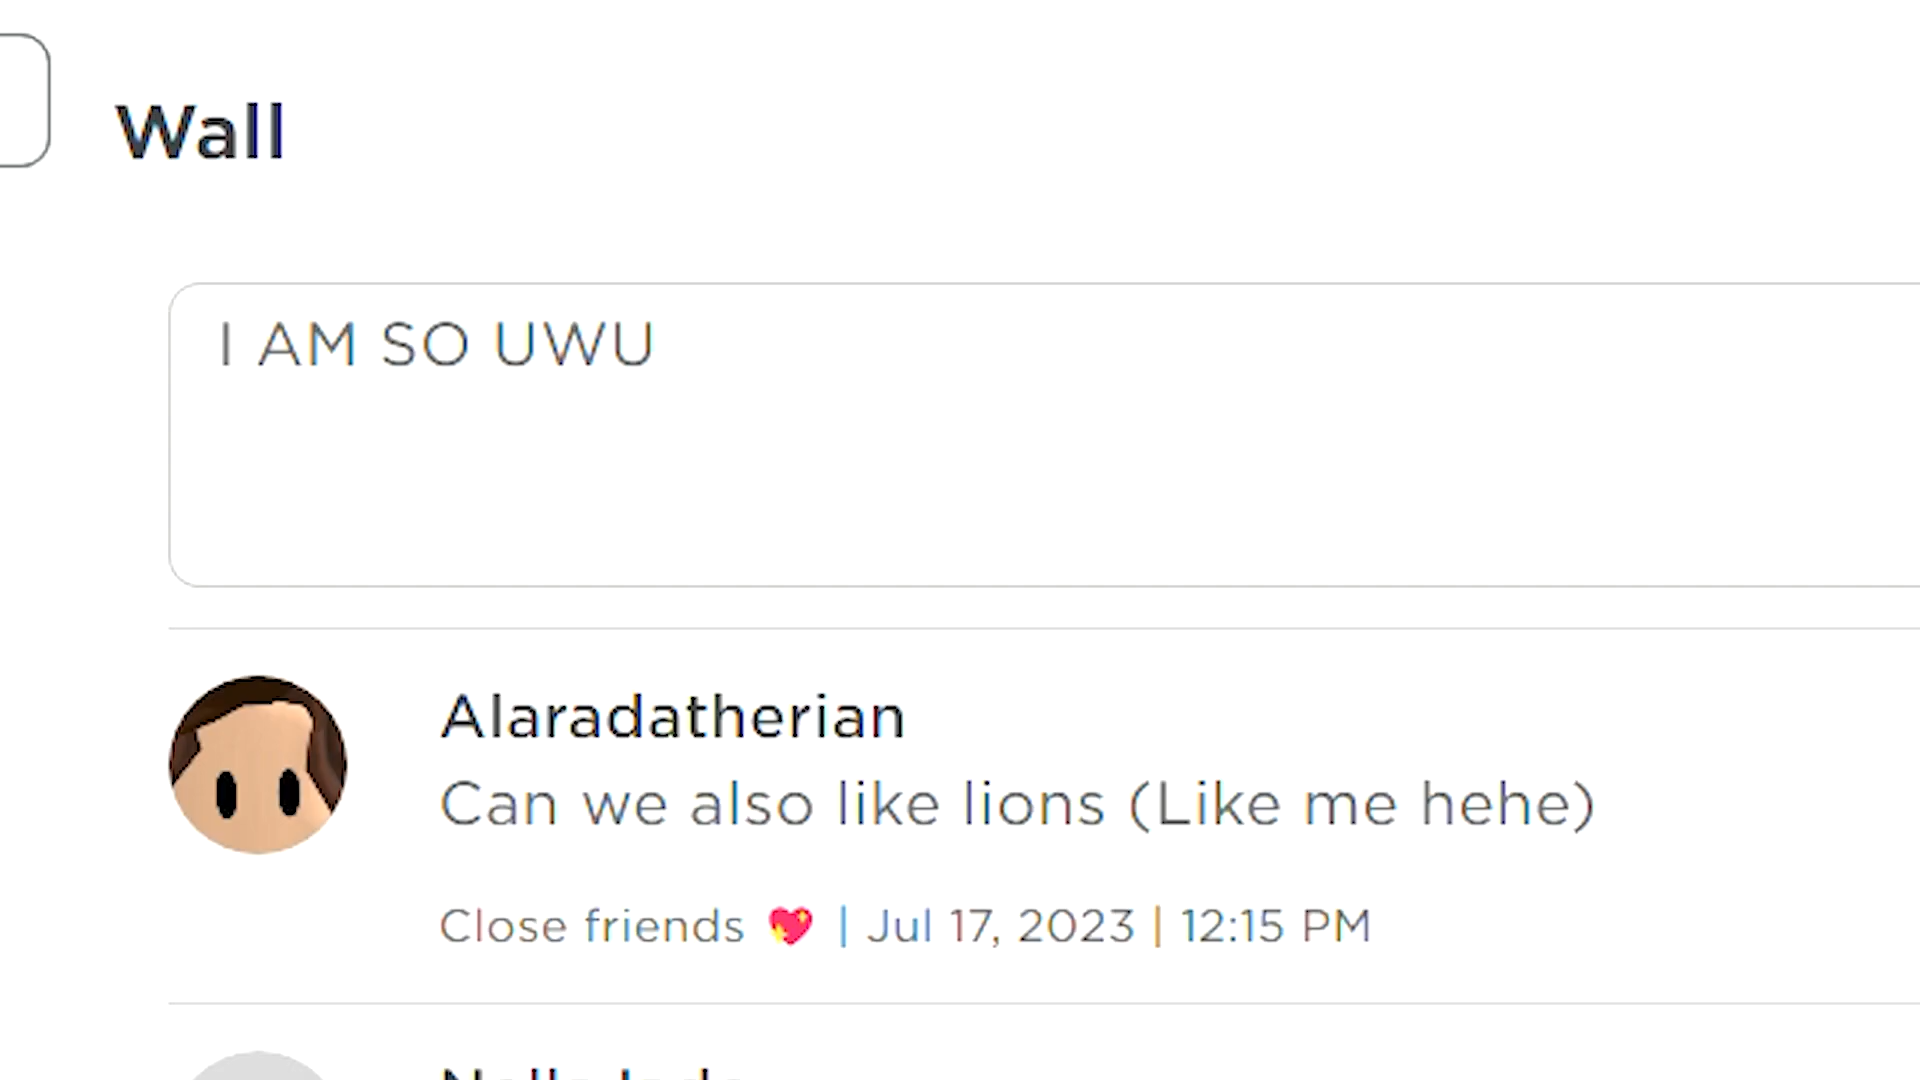 Wall
I AM SO UWU
Alaradatherian
Can we also like lions (Like me hehe)
Close friends 💖 | Jul 17, 2023 | 12:15 PM